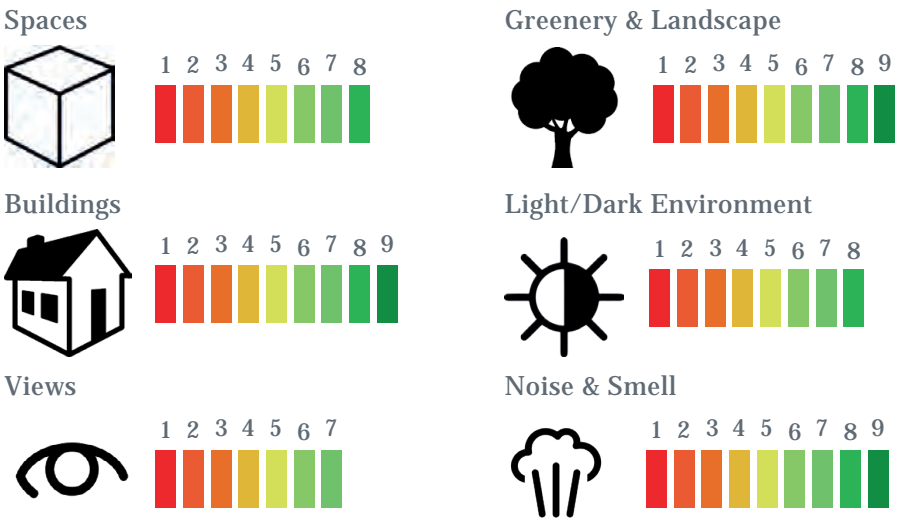 Spaces
1 2 3 4 5 6 7 8
Greenery & Landscape
1 2 3 4 5 6 7 8 9
Buildings
1 2 3 4 5 6 7 8 9
Light/Dark Environment
1 2 3 4 5 6 7 8
Views
1 2 3 4 5 6 7
Noise & Smell
1 2 3 4 5 6 7 8 9